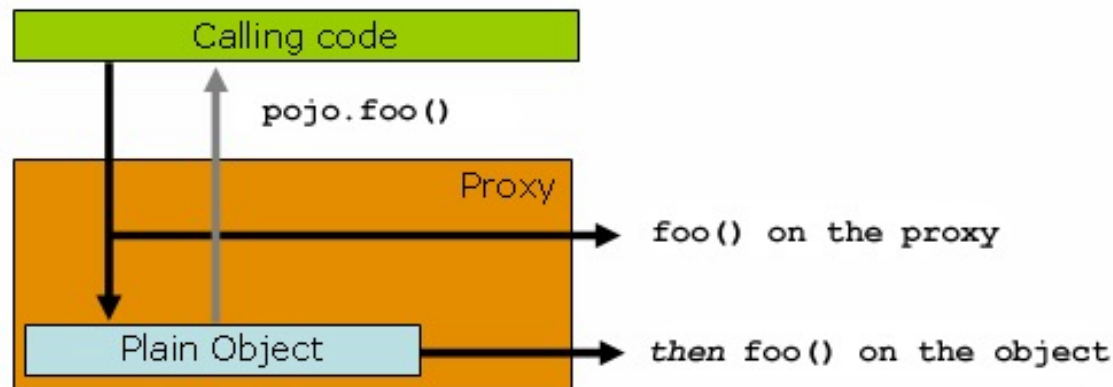 Calling code
pojo.foo()
Proxy
foo() on the proxy
Plain Object
then foo() on the object